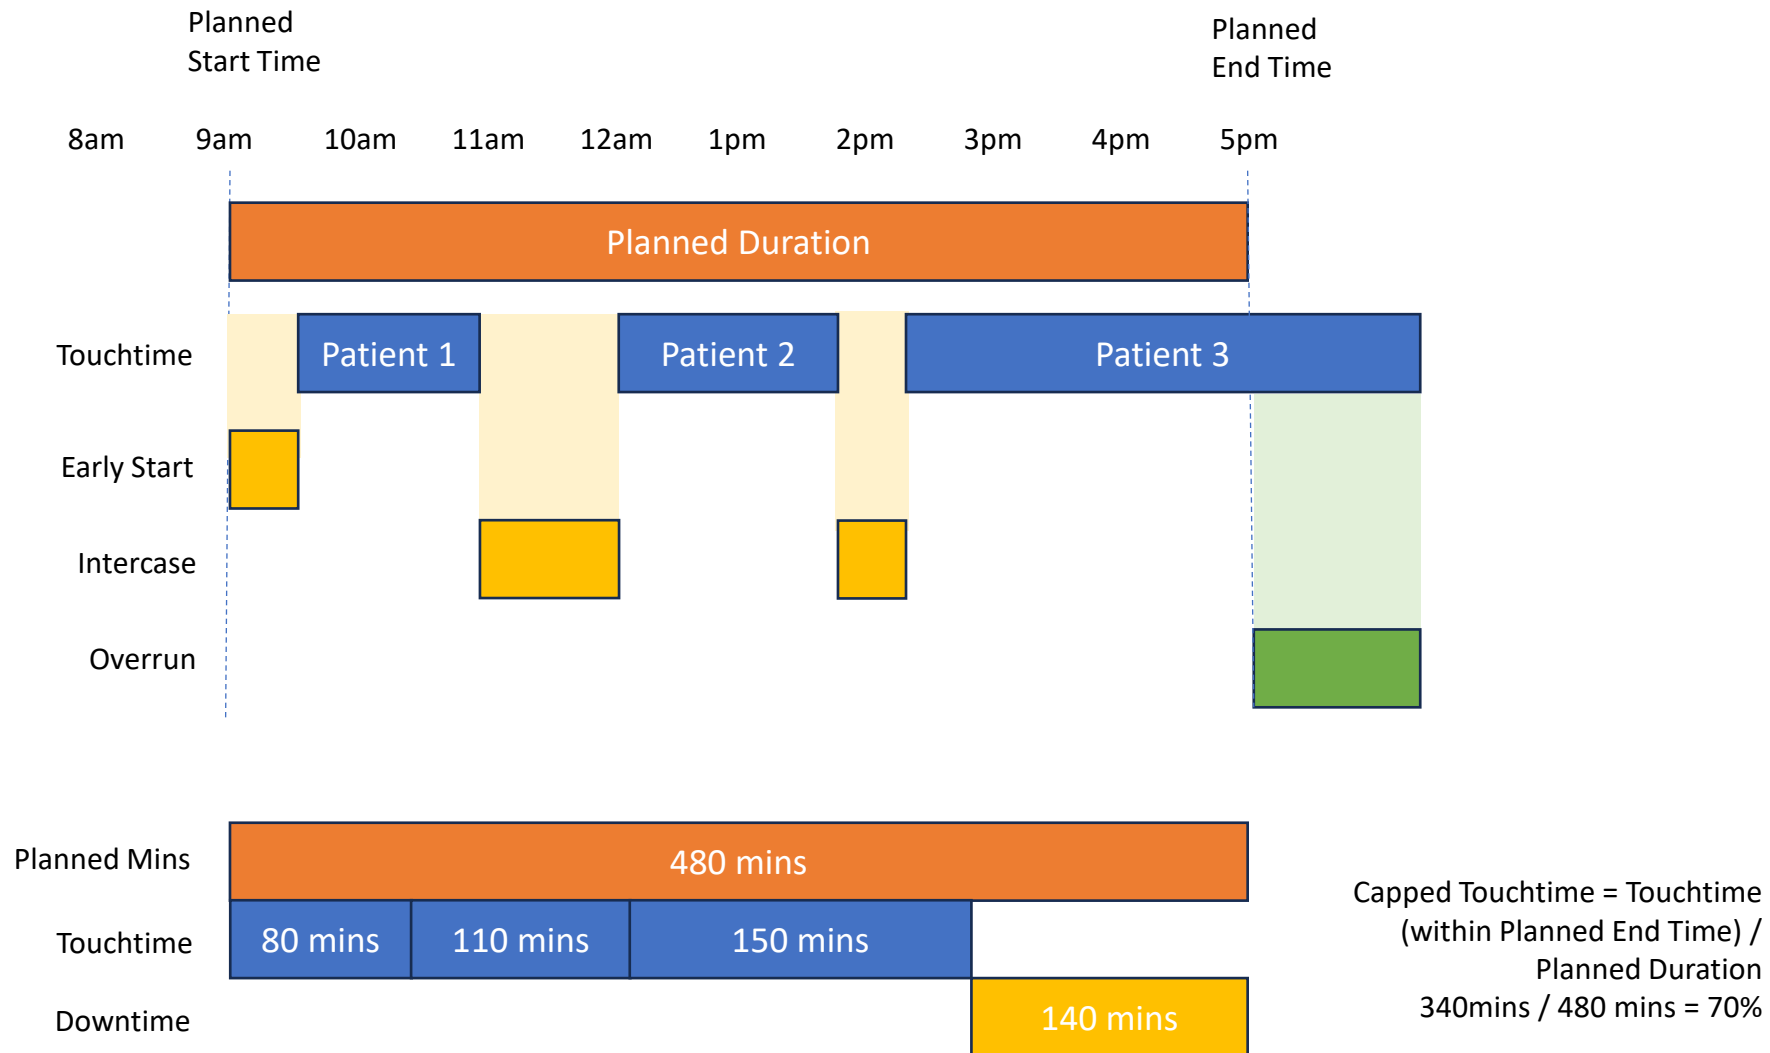 Planned
Start Time
Planned
End Time
8am 9am 10am 11am 12am 1pm 2pm 3pm 4pm 5pm
Planned Duration
Touchtime Patient 1 Patient 2 Patient 3
Early Start
Intercase
Overrun
Planned Mins 480 mins
Touchtime 80 mins 110 mins 150 mins
Downtime 140 mins
Capped Touchtime = Touchtime
(within Planned End Time) /
Planned Duration
340mins / 480 mins = 70%